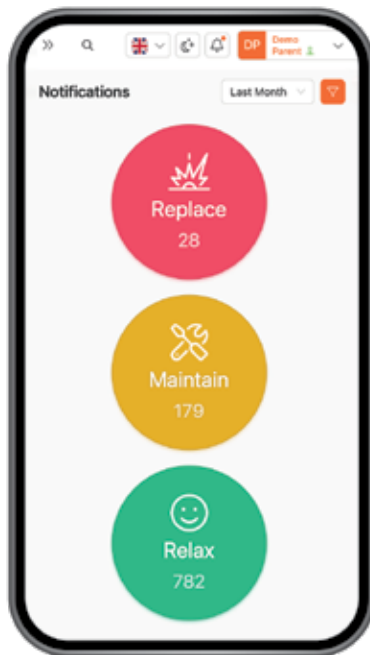 DP
Demo
Parent
Notifications
Last Month
Replace
28
Maintain
179
Relax
782